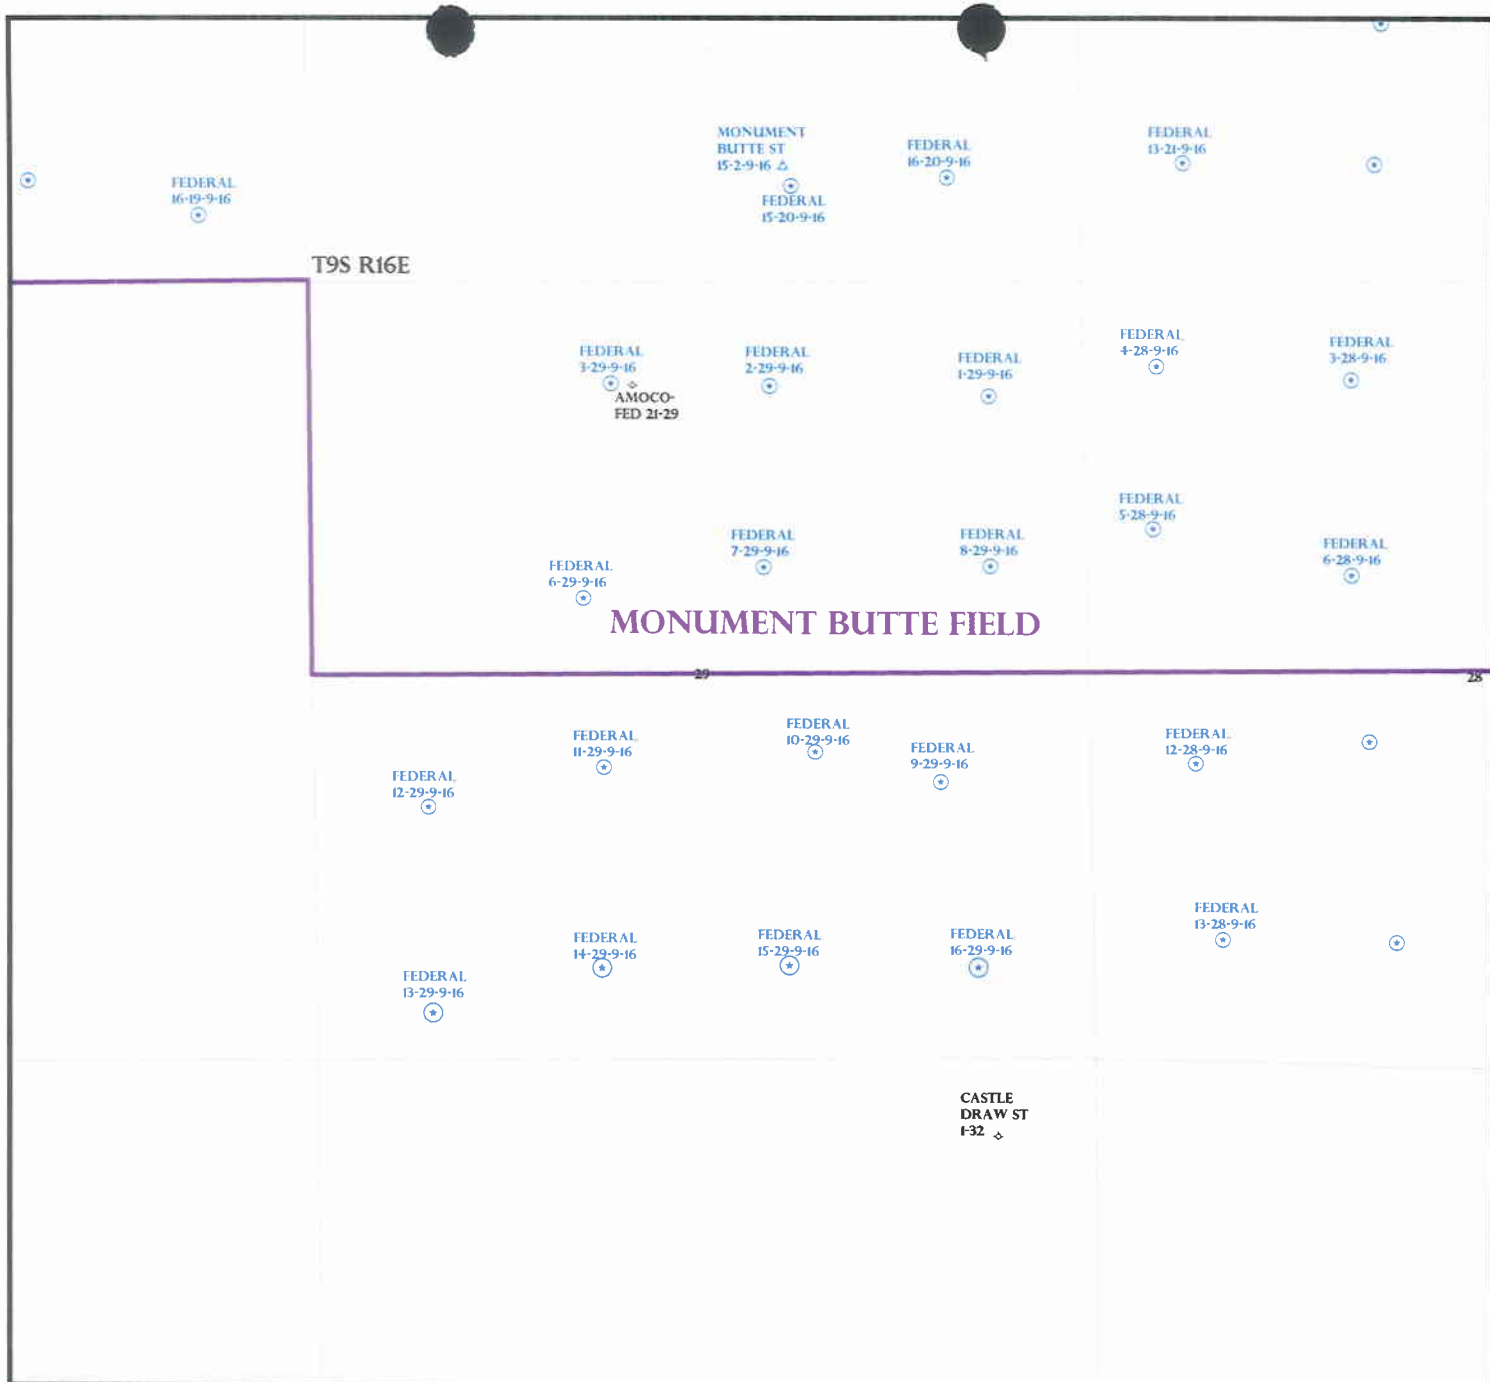 MONUMENT
BUTTE ST
15-2-9-16
FEDERAL
15-20-9-16
FEDERAL
16-20-9-16
FEDERAL
13-21-9-16
FEDERAL
16-19-9-16
T9S R16E
FEDERAL
3-29-9-16
AMOCO-
FED 21-29
FEDERAL
2-29-9-16
FEDERAL
1-29-9-16
FEDERAL
4-28-9-16
FEDERAL
3-28-9-16
FEDERAL
6-29-9-16
FEDERAL
7-29-9-16
FEDERAL
8-29-9-16
FEDERAL
5-28-9-16
FEDERAL
6-28-9-16
MONUMENT BUTTE FIELD
29
28
FEDERAL
12-29-9-16
FEDERAL
11-29-9-16
FEDERAL
10-29-9-16
FEDERAL
9-29-9-16
FEDERAL
12-28-9-16
FEDERAL
13-29-9-16
FEDERAL
14-29-9-16
FEDERAL
15-29-9-16
FEDERAL
16-29-9-16
FEDERAL
13-28-9-16
CASTLE
DRAW ST
1-32